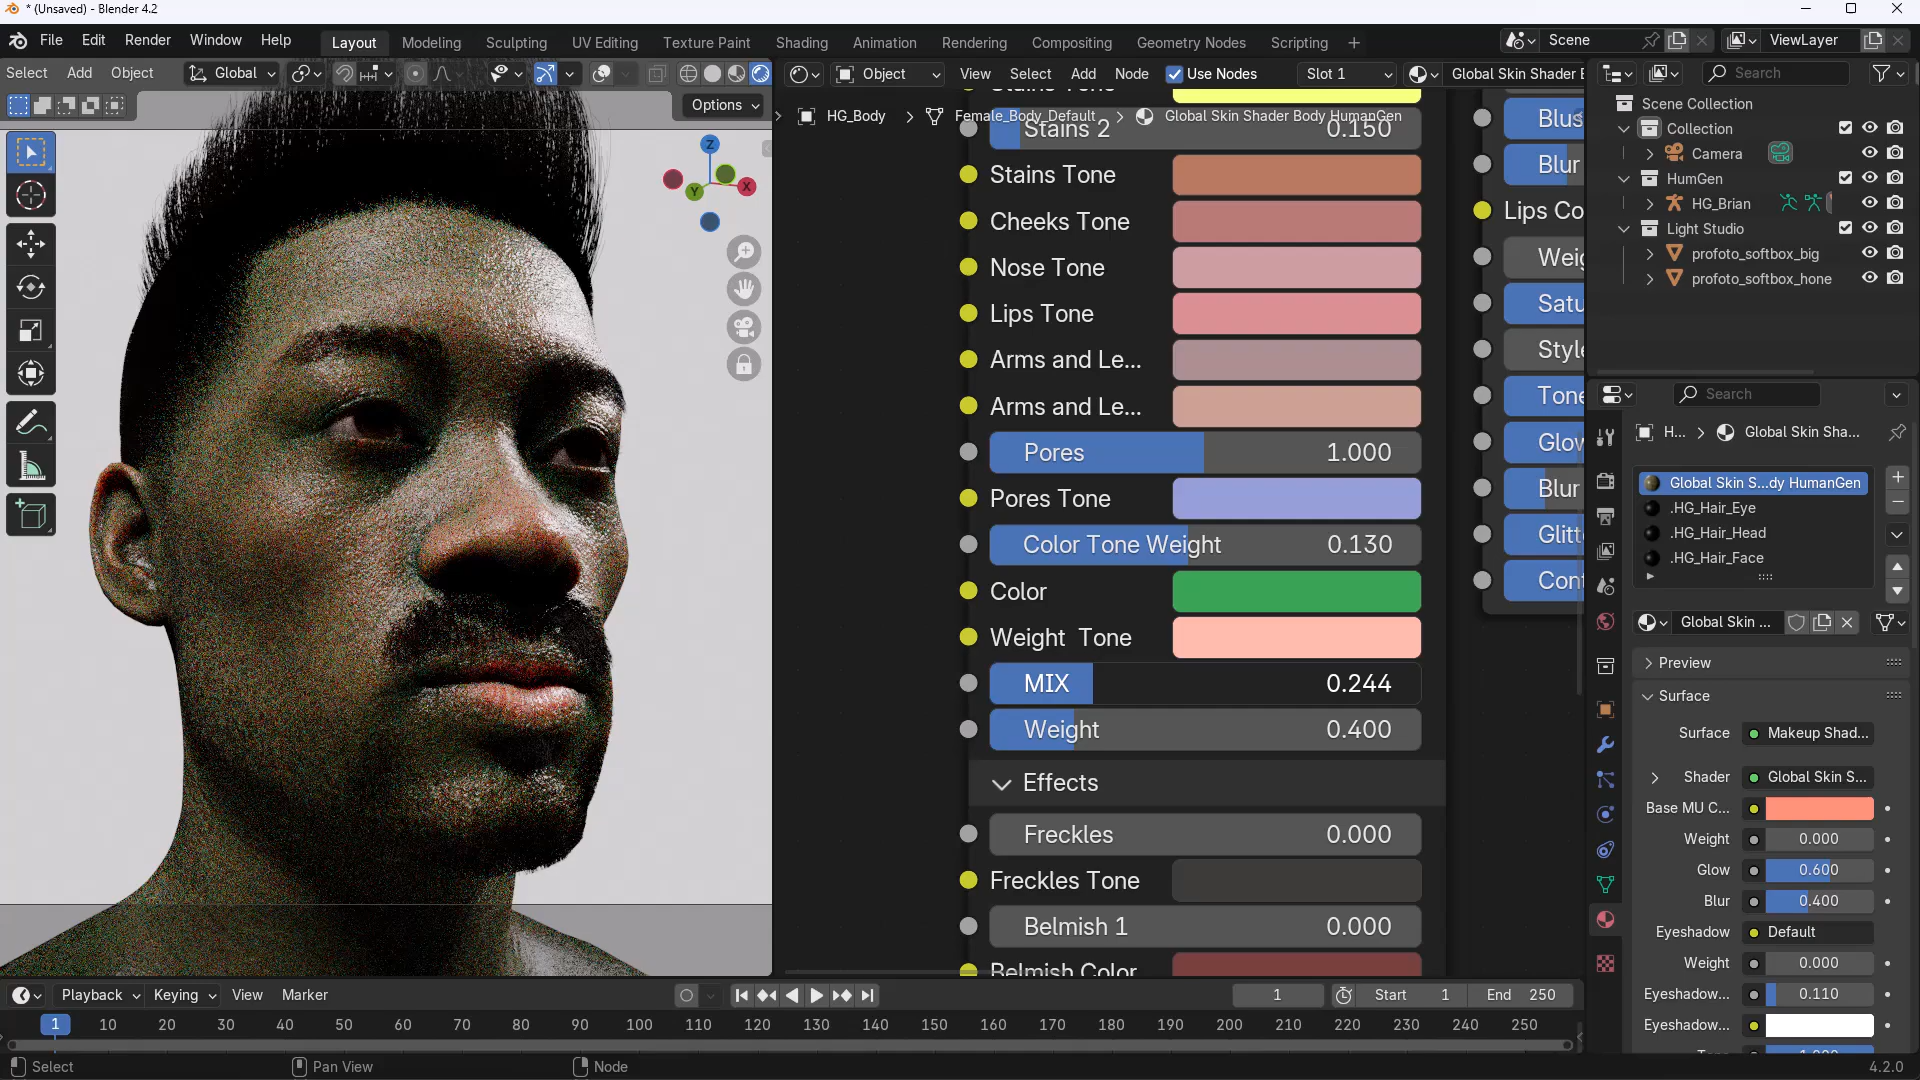 * (Unsaved) - Blender 4.2
File Edit Render Window Help
Layout Modeling Sculpting UV Editing Texture Paint Shading Animation Rendering Compositing Geometry Nodes Scripting +
Scene
ViewLayer
Select Add Object
Global
Options
Object
View Select Add Node
Use Nodes
Slot 1
Global Skin Shader B
HG_Body > Female_Body_Default > Global Skin Shader Body HumanGen
Z
X
Y
Stains Tone
Stains 2 0.150
Stains Tone
Cheeks Tone
Nose Tone
Lips Tone
Arms and Le...
Arms and Le...
Pores 1.000
Pores Tone
Color Tone Weight 0.130
Color
Weight Tone
MIX 0.244
Weight 0.400
Effects
Freckles 0.000
Freckles Tone
Belmish 1 0.000
Belmish Color
Blus
Blur
Lips Co
Weig
Satu
Style
Tone
Glow
Blur
Glitt
Con
Search
Scene Collection
Collection
Camera
HumGen
HG_Brian
Light Studio
profoto_softbox_big
profoto_softbox_hone
Search
H... > Global Skin Sha...
Global Skin S...dy HumanGen
.HG_Hair_Eye
.HG_Hair_Head
.HG_Hair_Face
Global Skin ...
Preview
Surface
Surface Makeup Shad...
Shader Global Skin S...
Base MU C...
Weight 0.000
Glow 0.600
Blur 0.400
Eyeshadow Default
Weight 0.000
Eyeshadow... 0.110
Eyeshadow...
Playback Keying View Marker
1
Start 1
End 250
1 10 20 30 40 50 60 70 80 90 100 110 120 130 140 150 160 170 180 190 200 210 220 230 240 250
Select
Pan View
Node
4.2.0